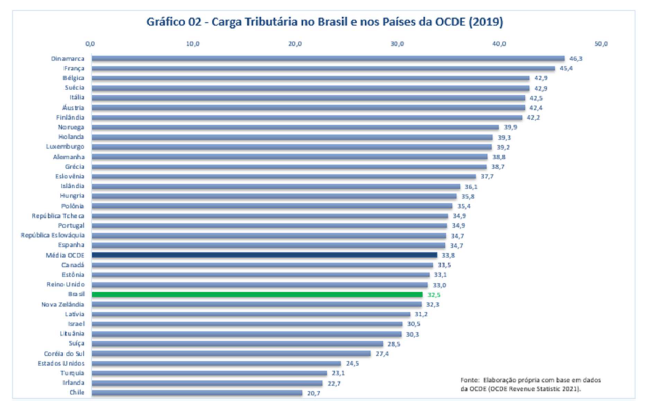 Gráfico 02 - Carga Tributária no Brasil e nos Países da OCDE (2019)
0,0 10,0 20,0 30,0 40,0 50,0
Dinamarca 46,3
França 45,4
Bélgica 42,9
Suécia 42,9
Itália 42,5
Áustria 42,4
Finlândia 42,2
Noruega 39,9
Holanda 39,3
Luxemburgo 39,2
Alemanha 38,8
Grécia 38,7
Eslovênia 37,7
Islândia 36,1
Hungria 35,8
Polônia 35,4
República Tcheca 34,9
Portugal 34,9
República Eslováquia 34,7
Espanha 34,7
Média OCDE 33,8
Canadá 33,5
Estônia 33,1
Reino Unido 33,0
Brasil 32,5
Nova Zelândia 32,3
Latívia 31,2
Israel 30,5
Lituânia 30,3
Suíça 28,5
Coréia do Sul 27,4
Estados Unidos 24,5
Turquia 23,1
Irlanda 22,7
Chile 20,7
Fonte: Elaboração própria com base em dados
da OCDE (OCDE Revenue Statistic 2021).